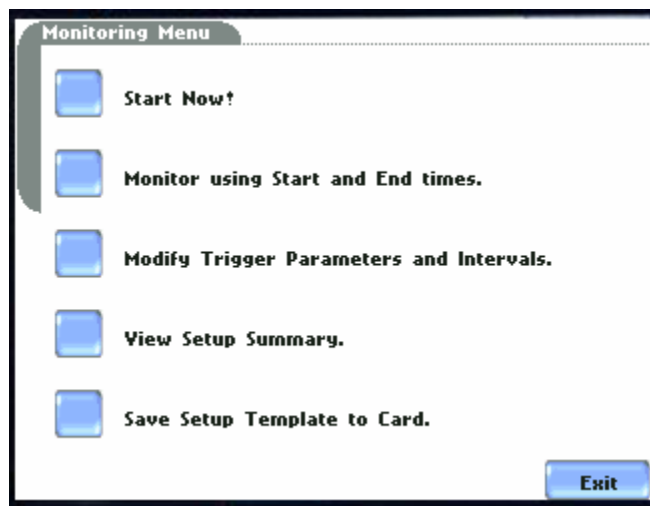 Monitoring Menu
Start Now!
Monitor using Start and End times.
Modify Trigger Parameters and Intervals.
View Setup Summary.
Save Setup Template to Card.
Exit